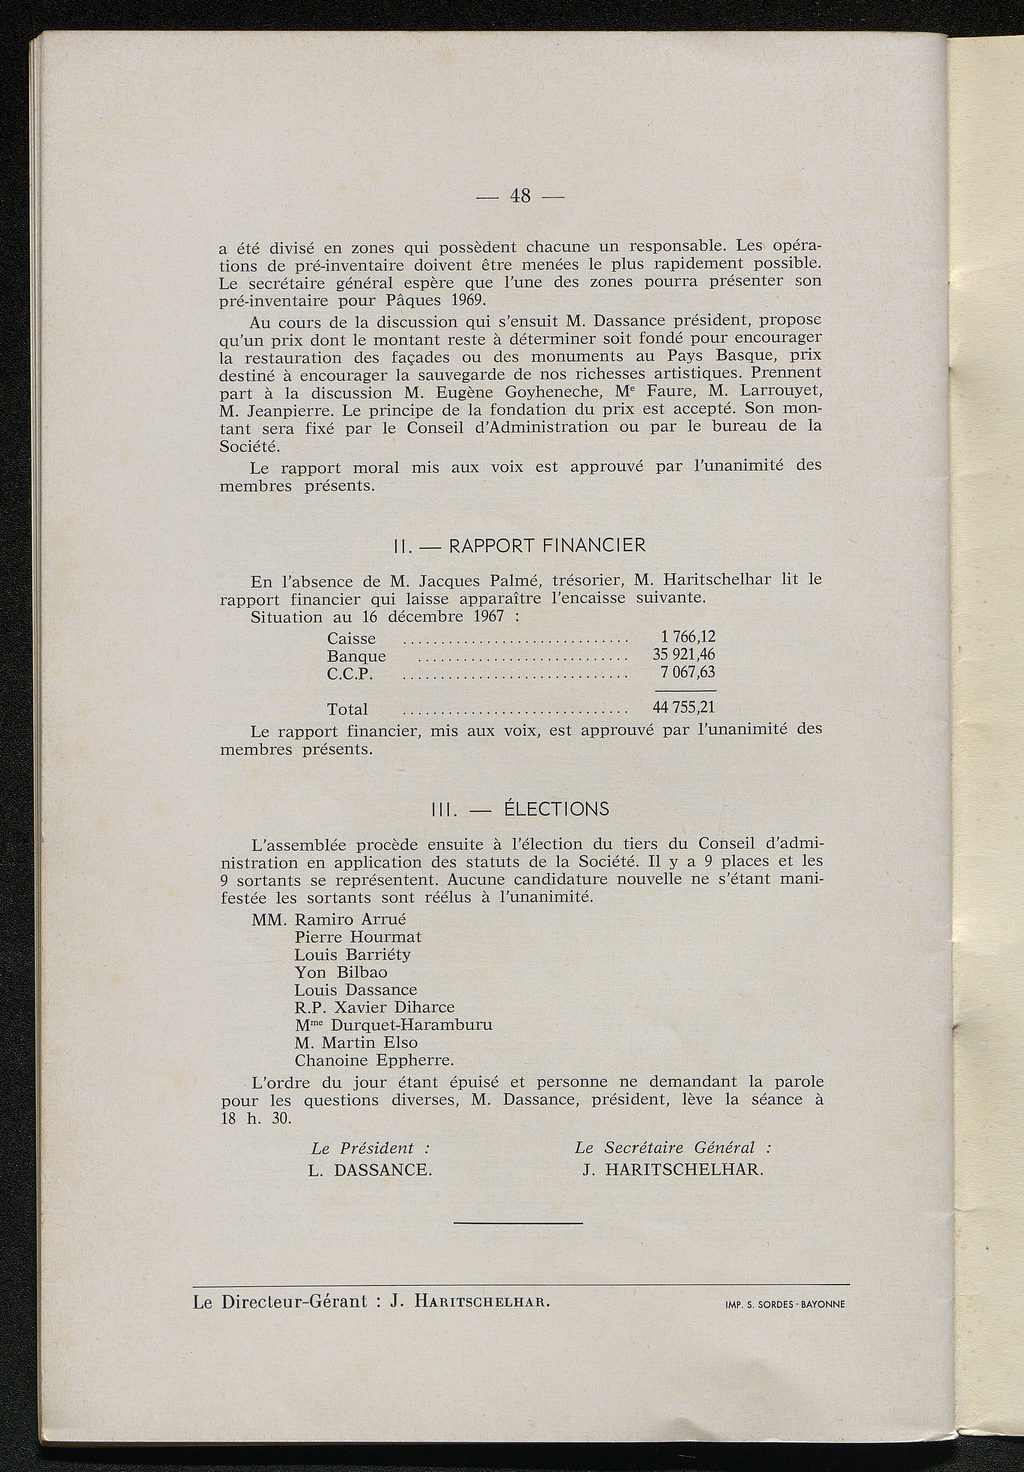 — 48 —
a été divisé en zones qui possèdent chacune un responsable. Les opéra-
tions de pré-inventaire doivent être menées le plus rapidement possible.
Le secrétaire général espère que l'une des zones pourra présenter son
pré-inventaire pour Pâques 1969.
Au cours de la discussion qui s'ensuit M. Dassance président, propose
qu'un prix dont le montant reste à déterminer soit fondé pour encourager
la restauration des façades ou des monuments au Pays Basque, prix
destiné à encourager la sauvegarde de nos richesses artistiques. Prennent
part à la discussion M. Eugène Goyheneche, Mᵉ Faure, M. Larrouyet,
M. Jeanpierre. Le principe de la fondation du prix est accepté. Son mon-
tant sera fixé par le Conseil d'Administration ou par le bureau de la
Société.
Le rapport moral mis aux voix est approuvé par l'unanimité des
membres présents.
II. — RAPPORT FINANCIER
En l'absence de M. Jacques Palmé, trésorier, M. Haritschelhar lit le
rapport financier qui laisse apparaître l'encaisse suivante.
Situation au 16 décembre 1967 :
Caisse .............................. 1 766,12
Banque ............................ 35 921,46
C.C.P. .............................. 7 067,63
Total .............................. 44 755,21
Le rapport financier, mis aux voix, est approuvé par l'unanimité des
membres présents.
III. — ÉLECTIONS
L'assemblée procède ensuite à l'élection du tiers du Conseil d'admi-
nistration en application des statuts de la Société. Il y a 9 places et les
9 sortants se représentent. Aucune candidature nouvelle ne s'étant mani-
festée les sortants sont réélus à l'unanimité.
MM. Ramiro Arrué
Pierre Hourmat
Louis Barriéty
Yon Bilbao
Louis Dassance
R.P. Xavier Diharce
Mᵐᵉ Durquet-Haramburu
M. Martin Elso
Chanoine Eppherre.
L'ordre du jour étant épuisé et personne ne demandant la parole
pour les questions diverses, M. Dassance, président, lève la séance à
18 h. 30.
Le Président : Le Secrétaire Général :
L. DASSANCE. J. HARITSCHELHAR.
Le Directeur-Gérant : J. HARITSCHELHAR. IMP. S. SORDES - BAYONNE